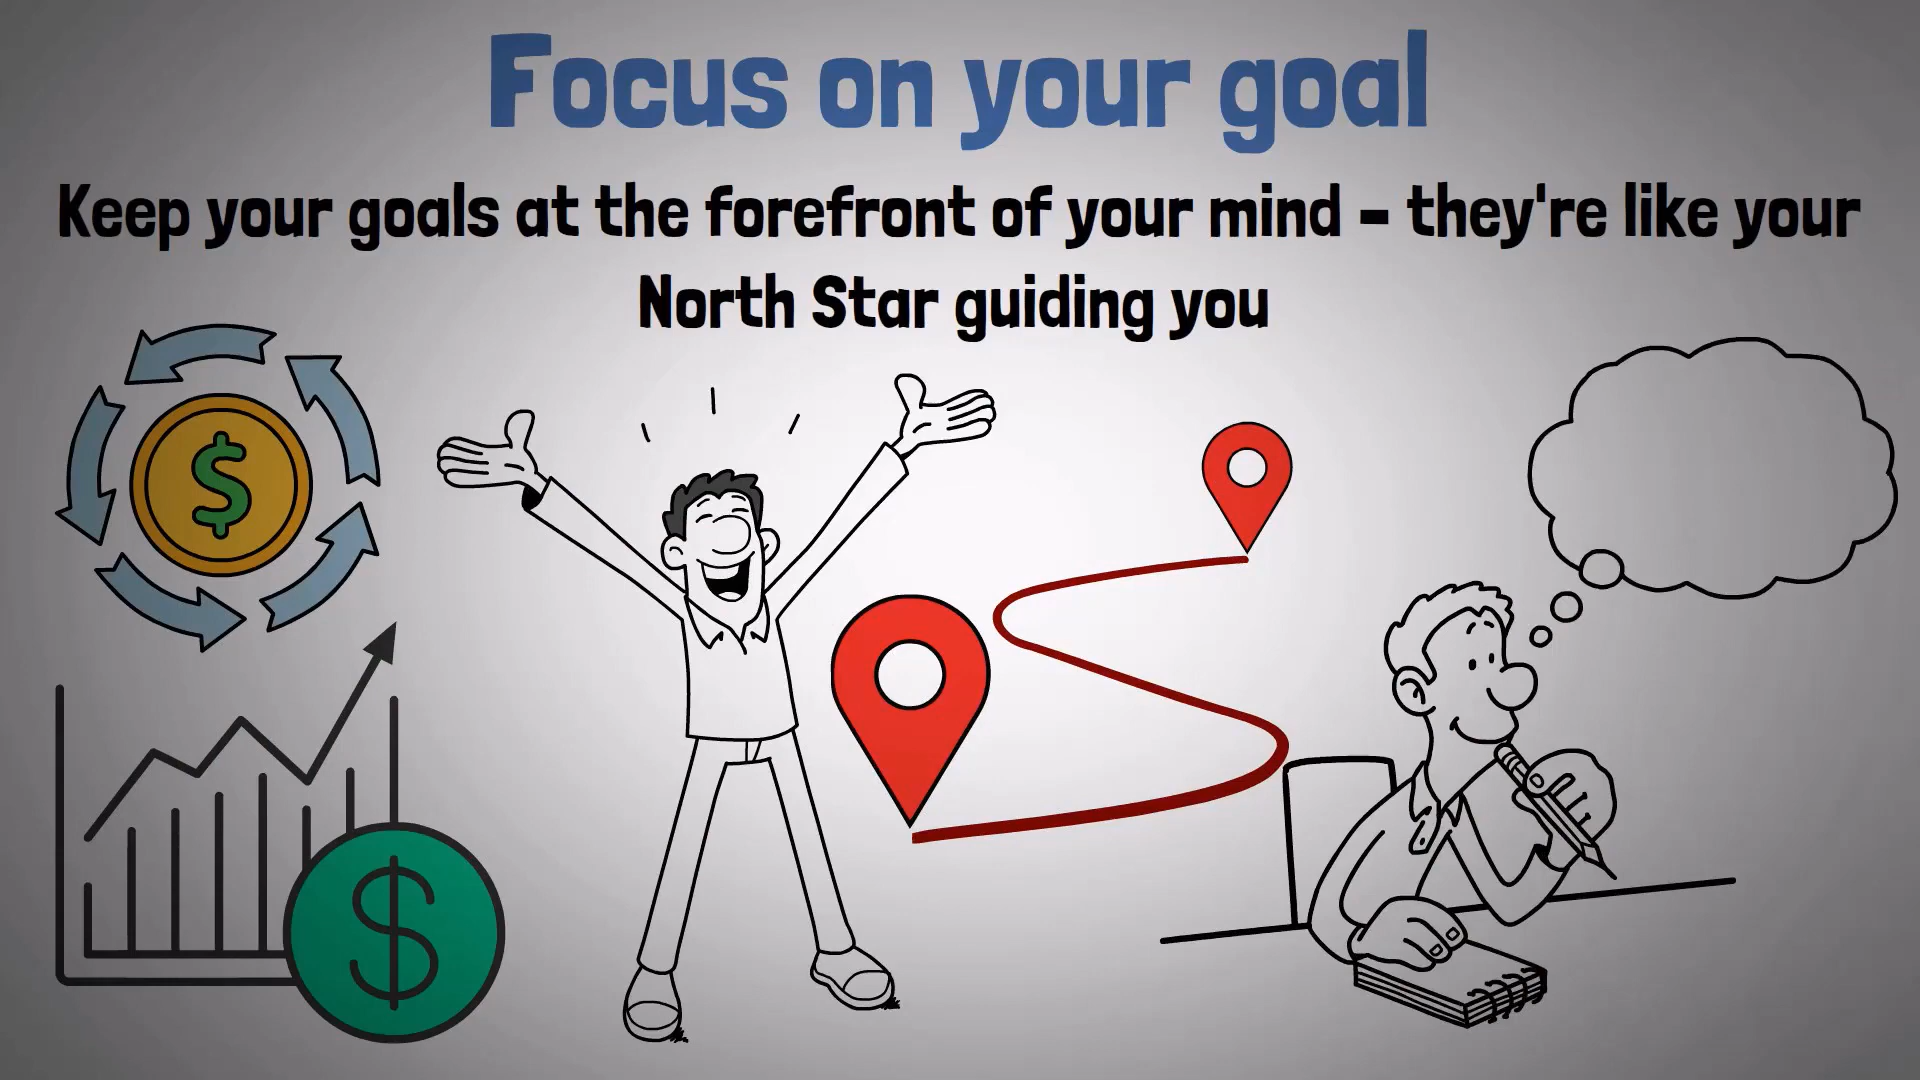 Focus on your goal
Keep your goals at the forefront of your mind - they're like your
North Star guiding you
$
$